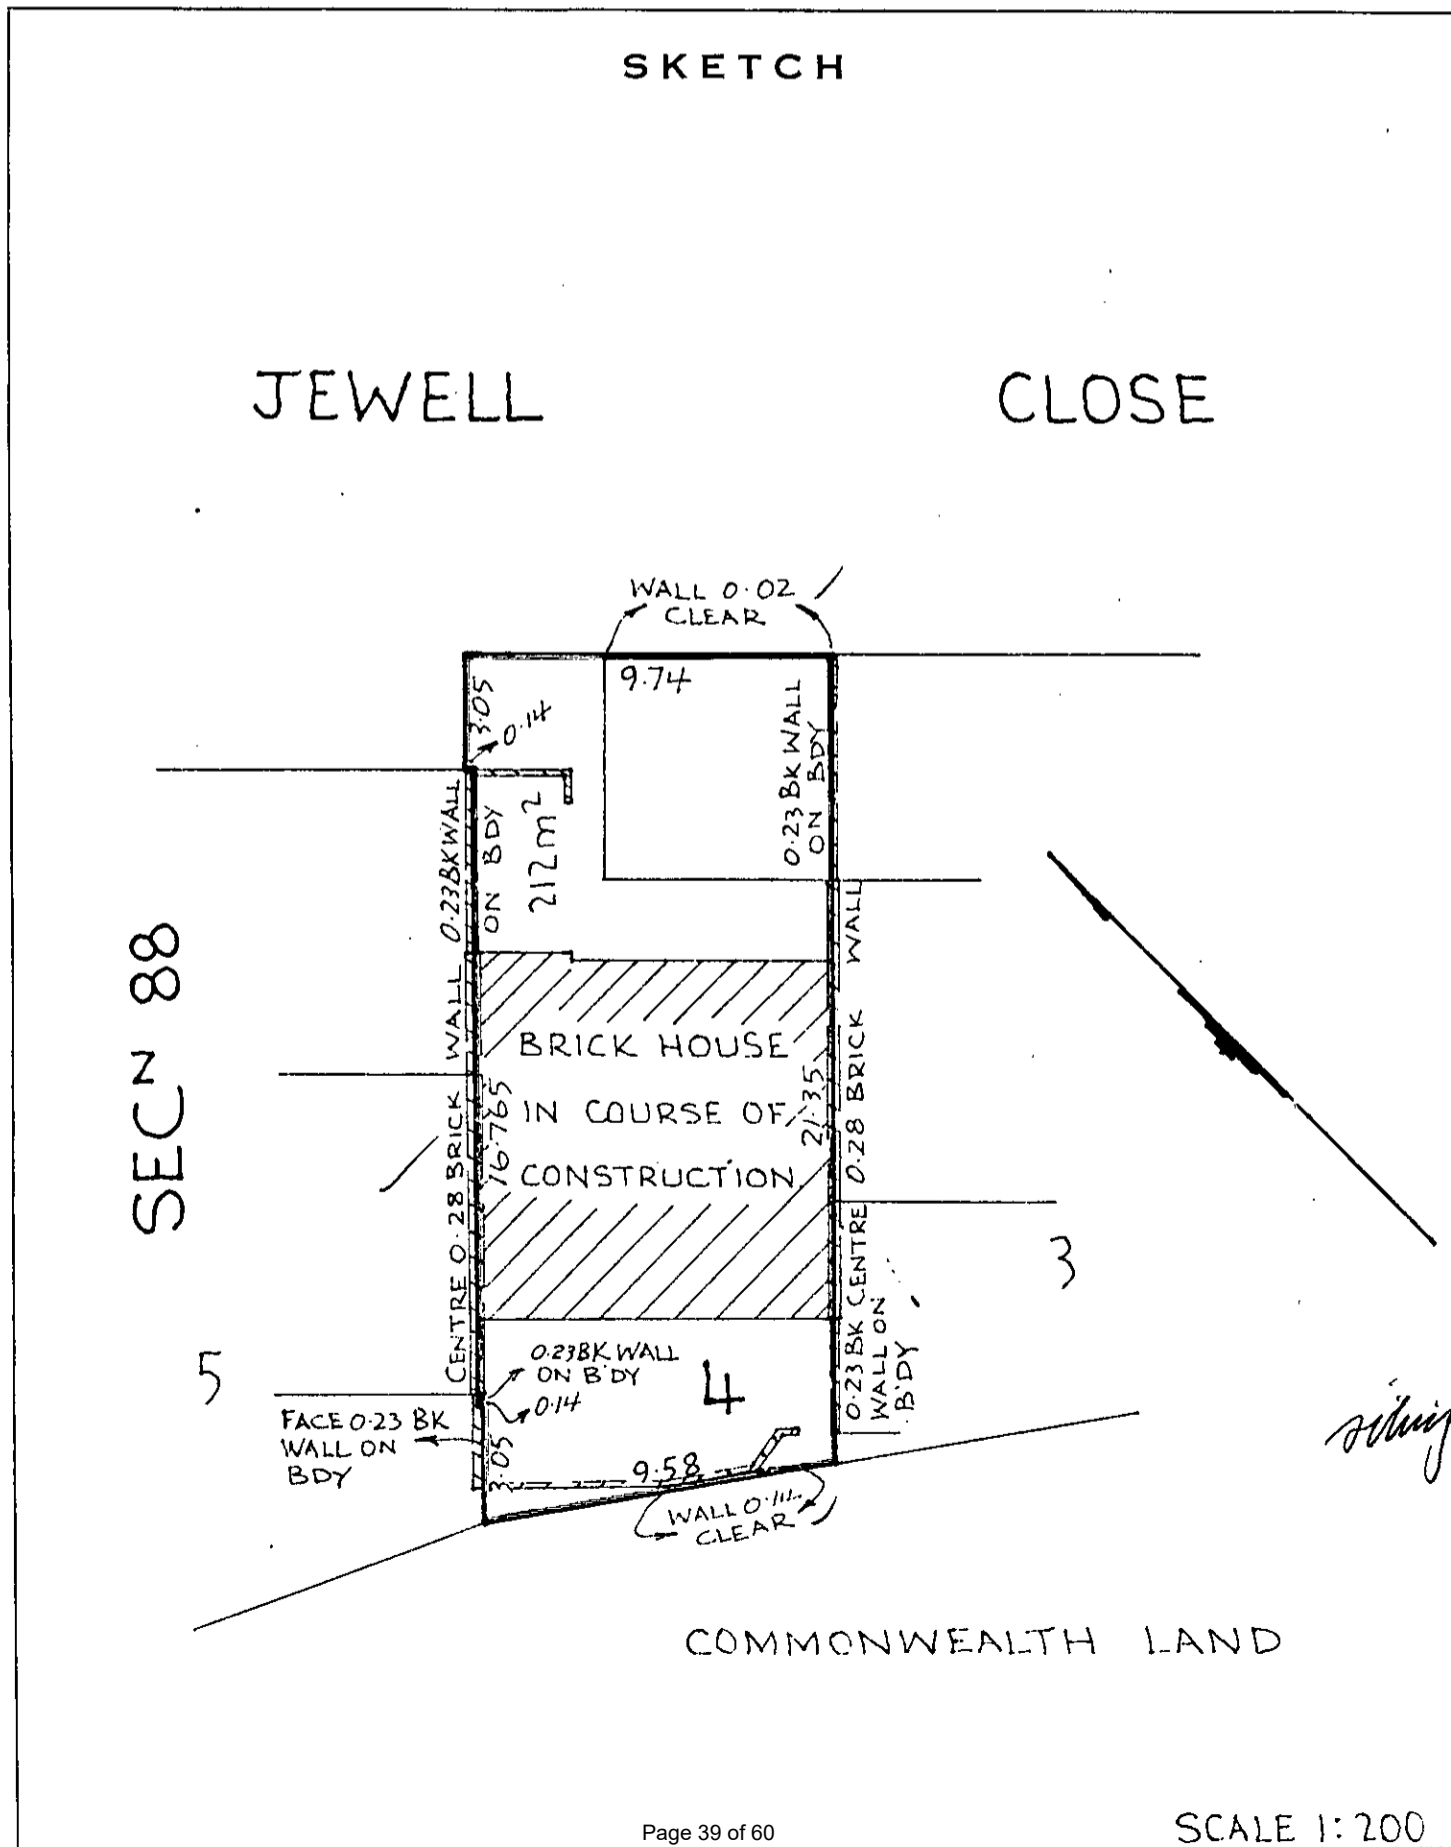 SKETCH
JEWELL CLOSE
WALL 0.02
CLEAR
9.74
3.05
0.14
0.23 BK WALL
ON BDY
0.23 BK WALL
ON BDY
212m²
SECN 88
CENTRE 0.28 BRICK WALL
16.765
BRICK HOUSE
IN COURSE OF
CONSTRUCTION
21.35
CENTRE 0.28 BRICK WALL
0.23 BK
WALL ON
B'DY
3
5
4
0.23 BK WALL
ON B'DY
0.14
FACE 0.23 BK
WALL ON
BDY
3.05
9.58
WALL
CLEAR
COMMONWEALTH LAND
SCALE 1:200
Page 39 of 60